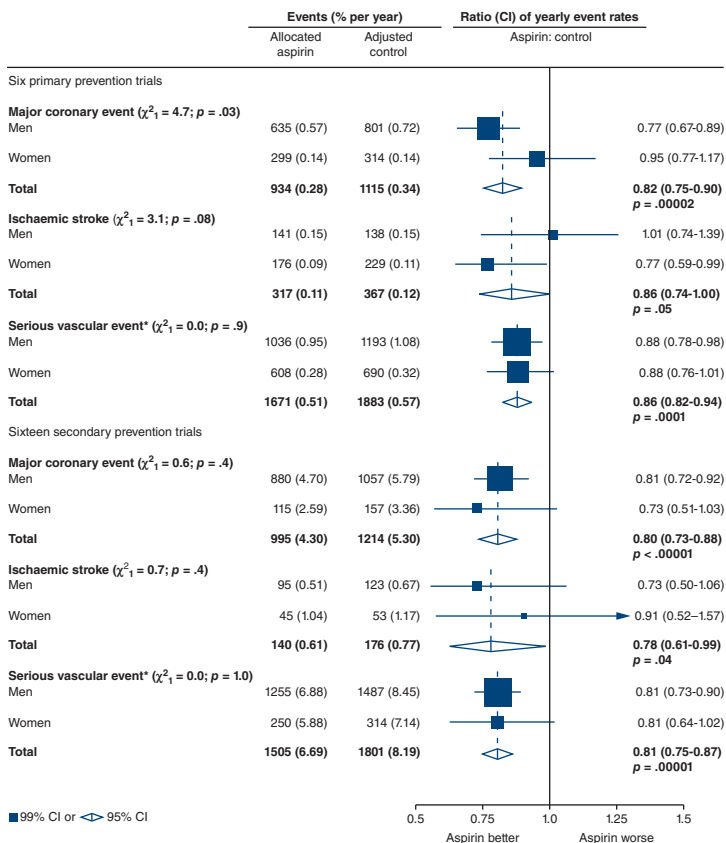 Events (% per year) Ratio (CI) of yearly event rates
Allocated aspirin Adjusted control Aspirin: control
Six primary prevention trials
Major coronary event (χ²₁ = 4.7; p = .03)
Men 635 (0.57) 801 (0.72) 0.77 (0.67-0.89)
Women 299 (0.14) 314 (0.14) 0.95 (0.77-1.17)
Total 934 (0.28) 1115 (0.34) 0.82 (0.75-0.90)
p = .00002
Ischaemic stroke (χ²₁ = 3.1; p = .08)
Men 141 (0.15) 138 (0.15) 1.01 (0.74-1.39)
Women 176 (0.09) 229 (0.11) 0.77 (0.59-0.99)
Total 317 (0.11) 367 (0.12) 0.86 (0.74-1.00)
p = .05
Serious vascular event* (χ²₁ = 0.0; p = .9)
Men 1036 (0.95) 1193 (1.08) 0.88 (0.78-0.98)
Women 608 (0.28) 690 (0.32) 0.88 (0.76-1.01)
Total 1671 (0.51) 1883 (0.57) 0.86 (0.82-0.94)
p = .0001
Sixteen secondary prevention trials
Major coronary event (χ²₁ = 0.6; p = .4)
Men 880 (4.70) 1057 (5.79) 0.81 (0.72-0.92)
Women 115 (2.59) 157 (3.36) 0.73 (0.51-1.03)
Total 995 (4.30) 1214 (5.30) 0.80 (0.73-0.88)
p < .00001
Ischaemic stroke (χ²₁ = 0.7; p = .4)
Men 95 (0.51) 123 (0.67) 0.73 (0.50-1.06)
Women 45 (1.04) 53 (1.17) 0.91 (0.52–1.57)
Total 140 (0.61) 176 (0.77) 0.78 (0.61-0.99)
p = .04
Serious vascular event* (χ²₁ = 0.0; p = 1.0)
Men 1255 (6.88) 1487 (8.45) 0.81 (0.73-0.90)
Women 250 (5.88) 314 (7.14) 0.81 (0.64-1.02)
Total 1505 (6.69) 1801 (8.19) 0.81 (0.75-0.87)
p = .00001
99% CI or 95% CI
0.5 0.75 1.0 1.25 1.5
Aspirin better Aspirin worse